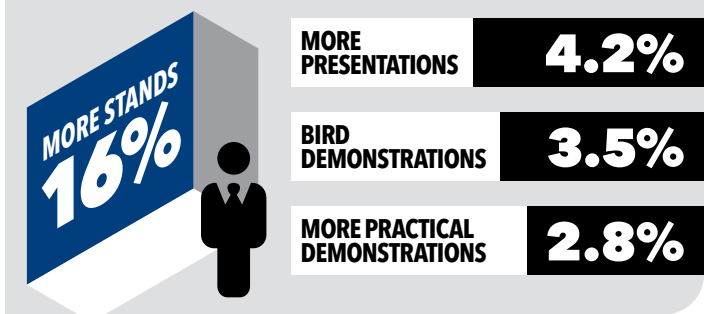 MORE STANDS
16%
MORE
PRESENTATIONS
4.2%
BIRD
DEMONSTRATIONS
3.5%
MORE PRACTICAL
DEMONSTRATIONS
2.8%